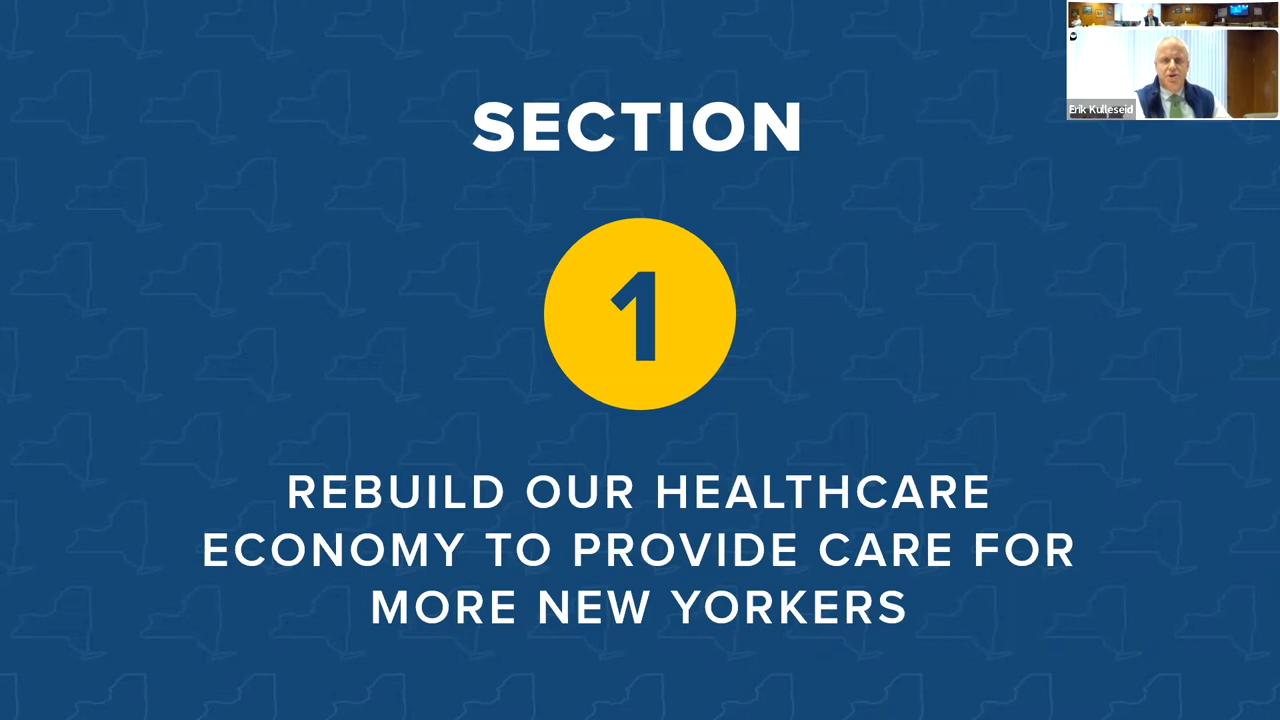 SECTION
1
REBUILD OUR HEALTHCARE
ECONOMY TO PROVIDE CARE FOR
MORE NEW YORKERS
Erik Kulleseid